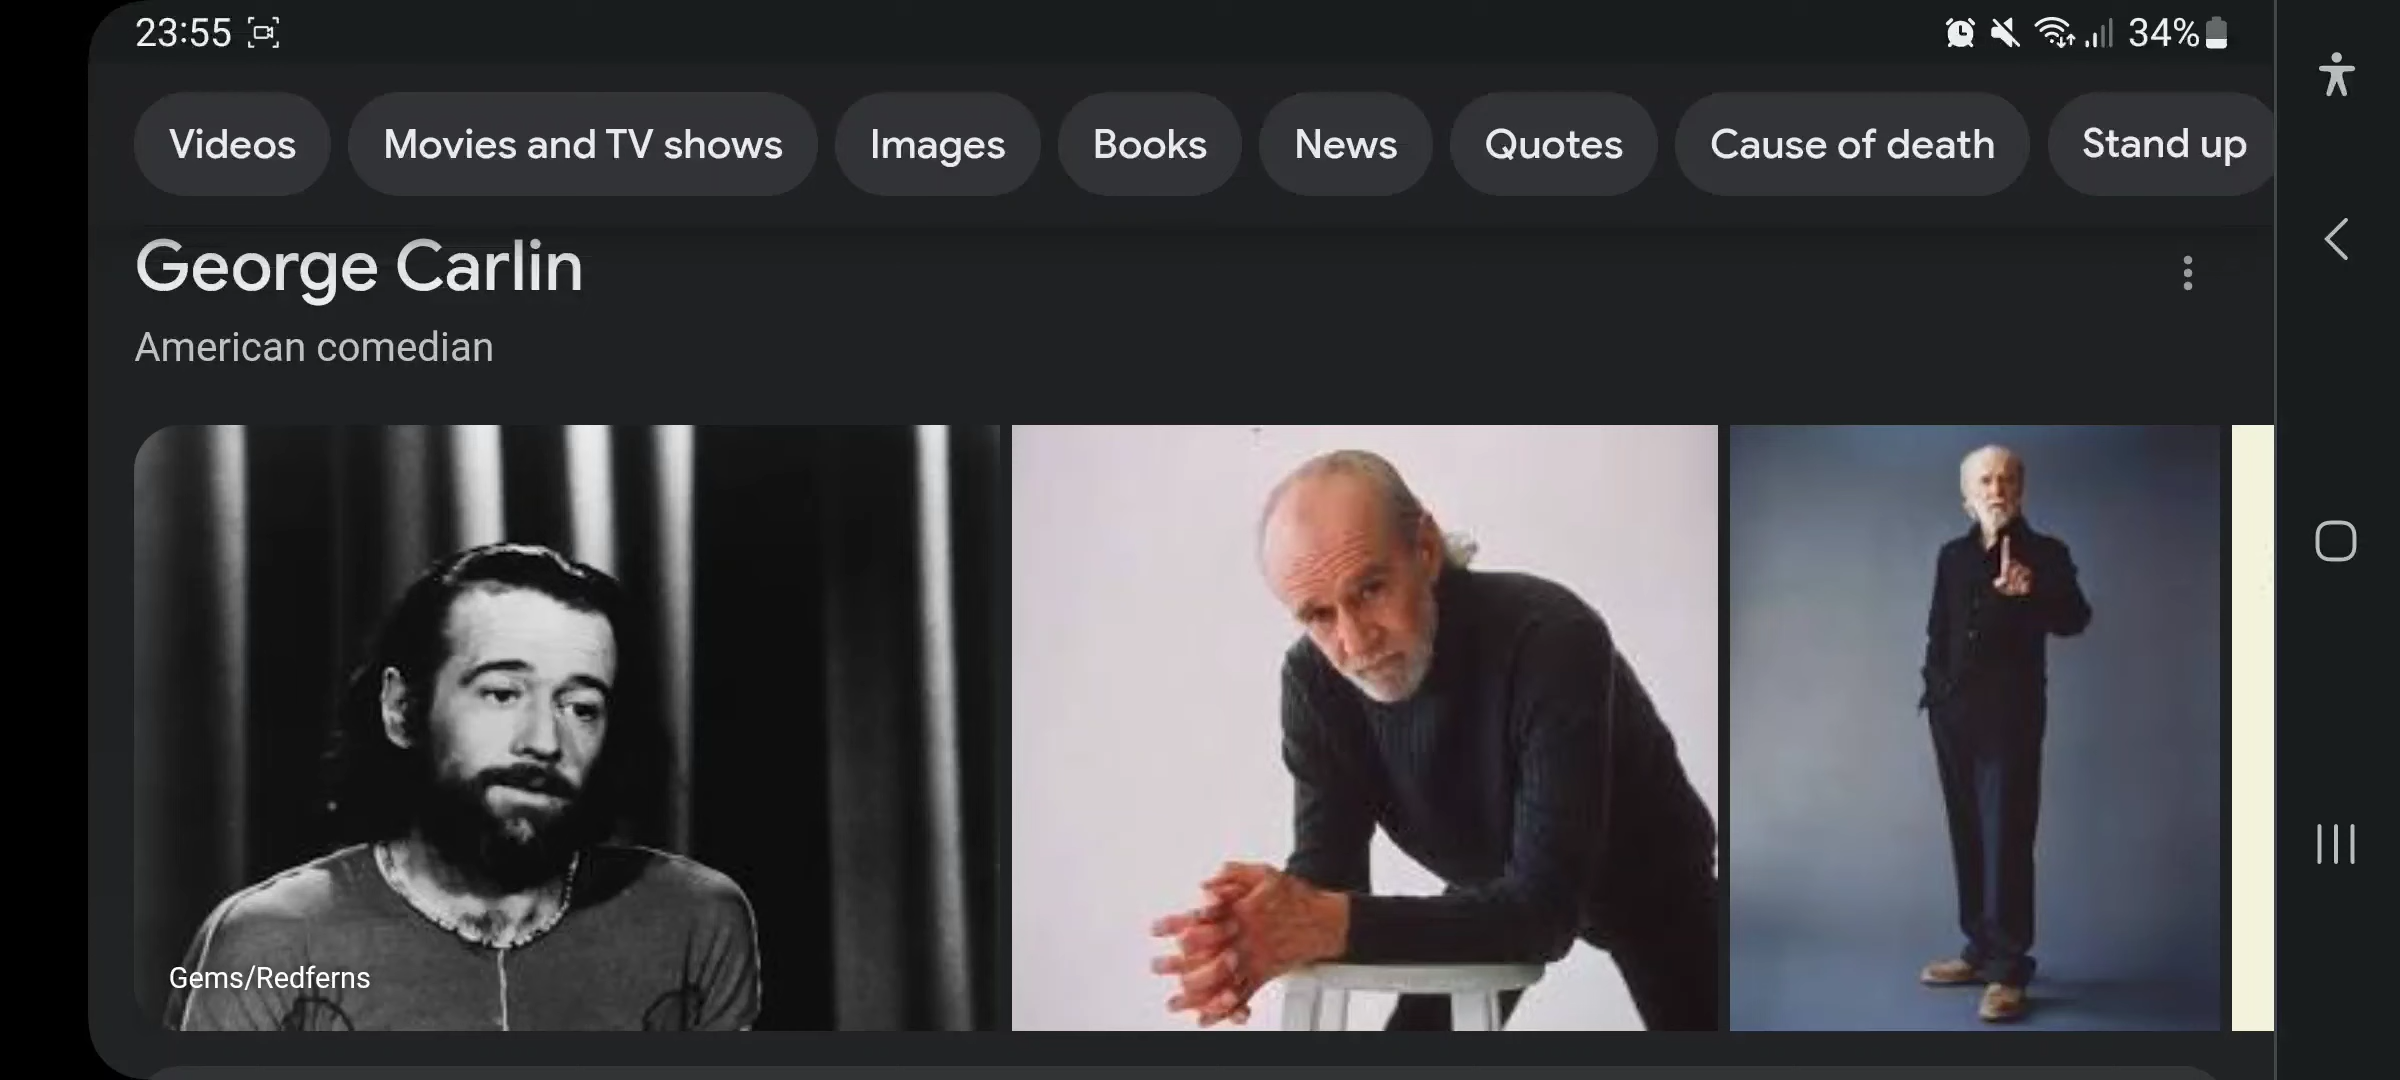 23:55 34%
Videos Movies and TV shows Images Books News Quotes Cause of death Stand up
George Carlin
American comedian
Gems/Redferns